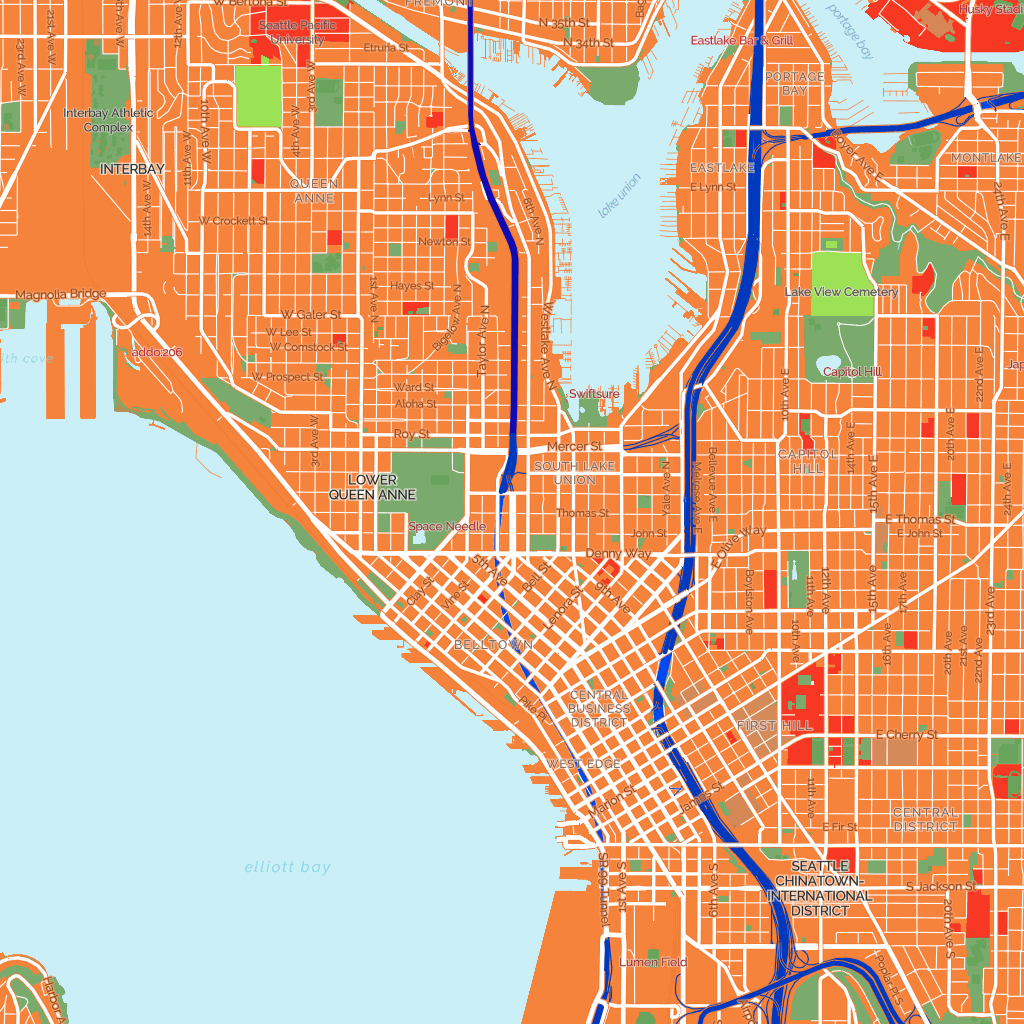 W Bertona St
FREMONT
N 35th St
N 34th St
Etruria St
Seattle Pacific
University
Eastlake Bar & Grill
portage bay
PORTAGE
BAY
21st Ave W
23rd Ave W
12th Ave W
3rd Ave W
4th Ave W
10th Ave W
11th Ave W
14th Ave W
Interbay Athletic
Complex
INTERBAY
QUEEN
ANNE
Lynn St
W Crockett St
Newton St
8th Ave N
lake union
EASTLAKE
E Lynn St
Boyer Ave E
MONTLAKE
24th Ave E
Lake View Cemetery
Magnolia Bridge
Hayes St
1st Ave N
Bigelow Ave N
Taylor Ave N
Westlake Ave N
W Galer St
W Lee St
W Comstock St
W Prospect St
addo:206
Ward St
Aloha St
Roy St
3rd Ave W
Swiftsure
Mercer St
Capitol Hill
10th Ave E
22nd Ave E
20th Ave E
14th Ave E
15th Ave E
24th Ave E
CAPITOL
HILL
LOWER
QUEEN ANNE
SOUTH LAKE
UNION
Yale Ave N
Melrose Ave E
Bellevue Ave E
Thomas St
John St
E Thomas St
E John St
Space Needle
Denny Way
E Olive Way
5th Ave
Bell St
Clay St
Vine St
Lenora St
9th Ave
Boylston Ave
11th Ave
12th Ave
15th Ave
17th Ave
10th Ave
16th Ave
20th Ave
21st Ave
22nd Ave
23rd Ave
BELLTOWN
CENTRAL
BUSINESS
DISTRICT
Pike Pl
FIRST HILL
E Cherry St
WEST EDGE
Marion St
James St
11th Ave
E Fir St
CENTRAL
DISTRICT
elliott bay
SR 99 Tunnel
1st Ave S
6th Ave S
SEATTLE
CHINATOWN-
INTERNATIONAL
DISTRICT
S Jackson St
20th Ave S
Lumen Field
Poplar Pl S